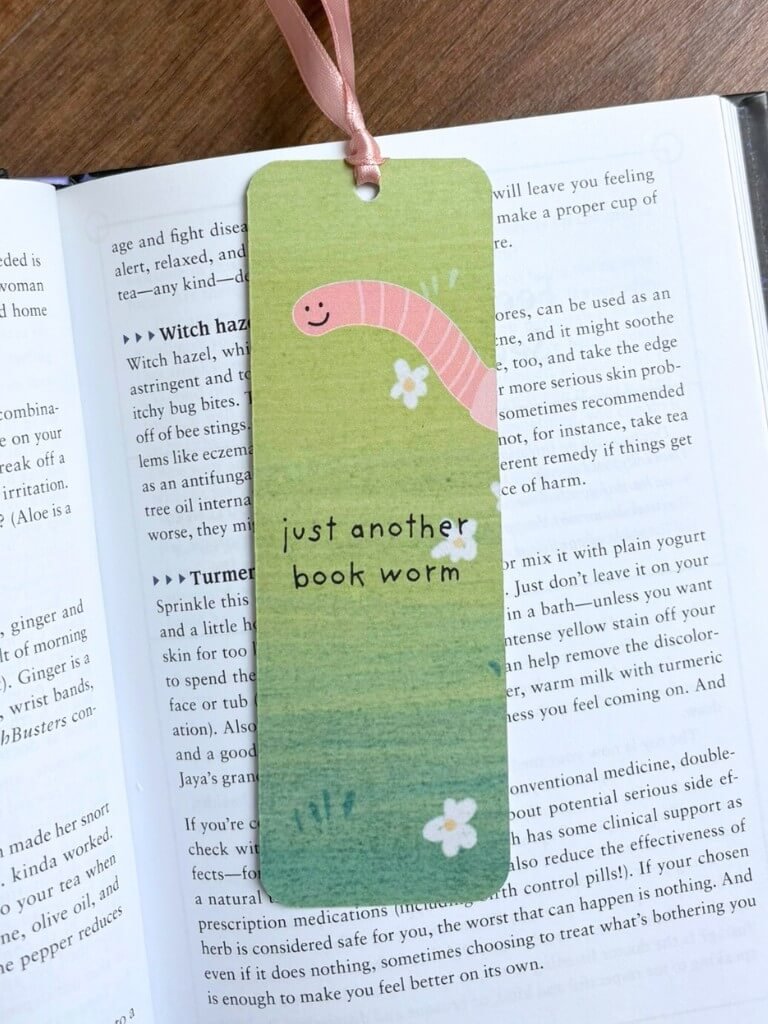 eded is
woman
d home
combina-
e on your
reak off a
irritation.
? (Aloe is a
, ginger and
lt of morning
). Ginger is a
, wrist bands,
hBusters con-
n made her snort
. kinda worked.
o your tea when
ne, olive oil, and
ne pepper reduces
to a
age and fight disea
alert, relaxed, and
tea—any kind—de
Witch haze
Witch hazel, whi
astringent and to
itchy bug bites. T
off of bee stings.
lems like eczema
as an antifunga
tree oil interna
worse, they mi
Turmer
Sprinkle this
and a little he
skin for too l
to spend the
face or tub (
ation). Also
and a good
Jaya's gran
If you're c
check wit
fects—fo
a natural
just another
book worm
will leave you feeling
make a proper cup of
re.
ores, can be used as an
ne, and it might soothe
e, too, and take the edge
r more serious skin prob-
sometimes recommended
not, for instance, take tea
erent remedy if things get
ce of harm.
or mix it with plain yogurt
. Just don't leave it on your
in a bath—unless you want
ntense yellow stain off your
an help remove the discolor-
er, warm milk with turmeric
ness you feel coming on. And
onventional medicine, double-
bout potential serious side ef-
h has some clinical support as
also reduce the effectiveness of
prescription medications (including birth control pills!). If your chosen
herb is considered safe for you, the worst that can happen is nothing. And
even if it does nothing, sometimes choosing to treat what's bothering you
is enough to make you feel better on its own.